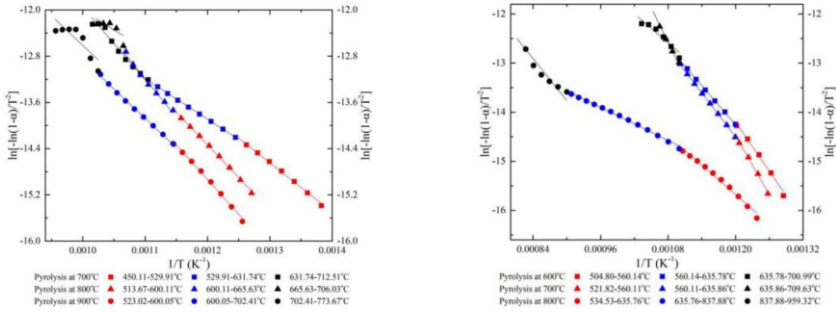 -12.0
-12.8
-13.6
-14.4
-15.2
-16.0
ln[-ln(1-α)/T²]
-12.0
-12.8
-13.6
-14.4
-15.2
-16.0
ln[-ln(1-α)/T²]
0.0010 0.0011 0.0012 0.0013 0.0014
1/T (K⁻¹)
Pyrolysis at 700°C 450.11-529.91°C 529.91-631.74°C 631.74-712.51°C
Pyrolysis at 800°C 513.67-600.11°C 600.11-665.63°C 665.63-706.03°C
Pyrolysis at 900°C 523.02-600.05°C 600.05-702.41°C 702.41-773.67°C
-12
-13
-14
-15
-16
ln[-ln(1-α)/T²]
-12
-13
-14
-15
-16
ln[-ln(1-α)/T²]
0.00084 0.00096 0.00108 0.00120 0.00132
1/T (K⁻¹)
Pyrolysis at 600°C 504.80-560.14°C 560.14-635.78°C 635.78-700.99°C
Pyrolysis at 700°C 521.82-560.11°C 560.11-635.86°C 635.86-709.63°C
Pyrolysis at 800°C 534.53-635.76°C 635.76-837.88°C 837.88-959.32°C